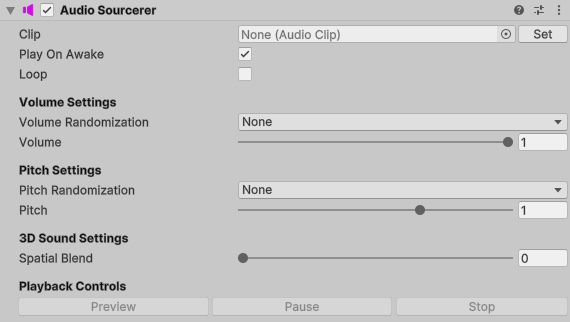 Audio Sourcerer
Clip None (Audio Clip) Set
Play On Awake
Loop
Volume Settings
Volume Randomization None
Volume 1
Pitch Settings
Pitch Randomization None
Pitch 1
3D Sound Settings
Spatial Blend 0
Playback Controls
Preview Pause Stop